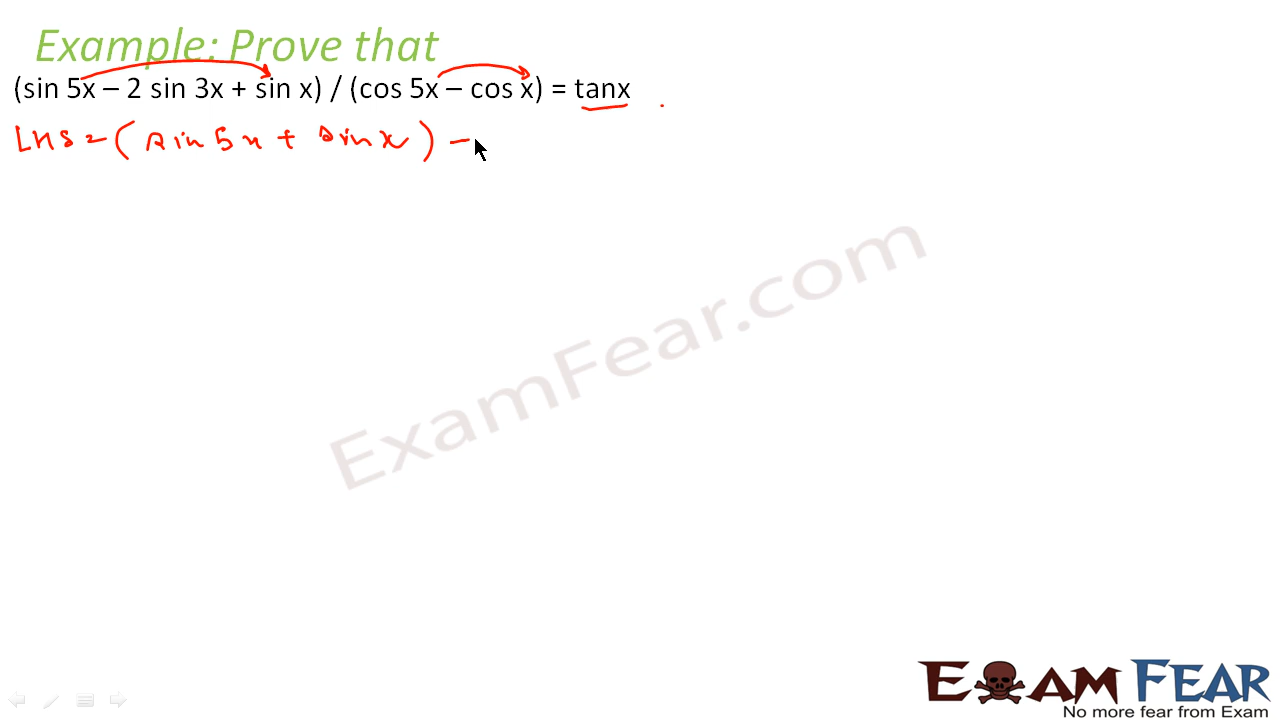 Example: Prove that
(sin 5x – 2 sin 3x + sin x) / (cos 5x – cos x) = tanx
LHS = ( sin 5x + sin x ) –
ExamFear.com
EXAM FEAR
No more fear from Exam